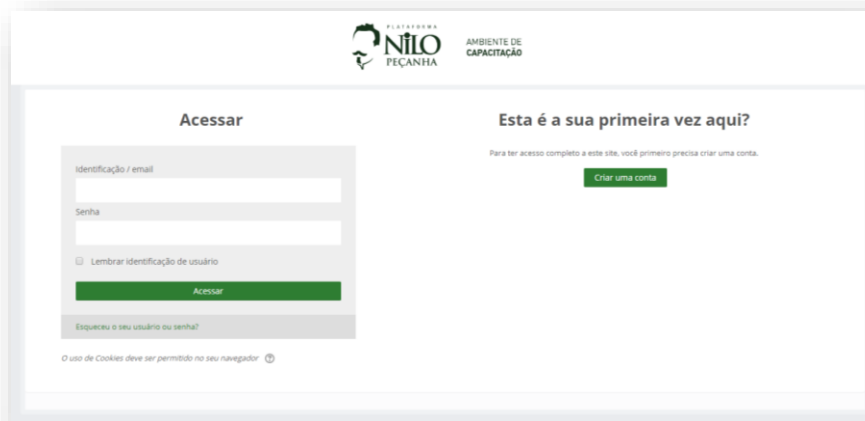 PLATAFORMA
NILO
PEÇANHA
AMBIENTE DE
CAPACITAÇÃO
Acessar
Identificação / email
Senha
Lembrar identificação de usuário
Acessar
Esqueceu o seu usuário ou senha?
O uso de Cookies deve ser permitido no seu navegador ?
Esta é a sua primeira vez aqui?
Para ter acesso completo a este site, você primeiro precisa criar uma conta.
Criar uma conta